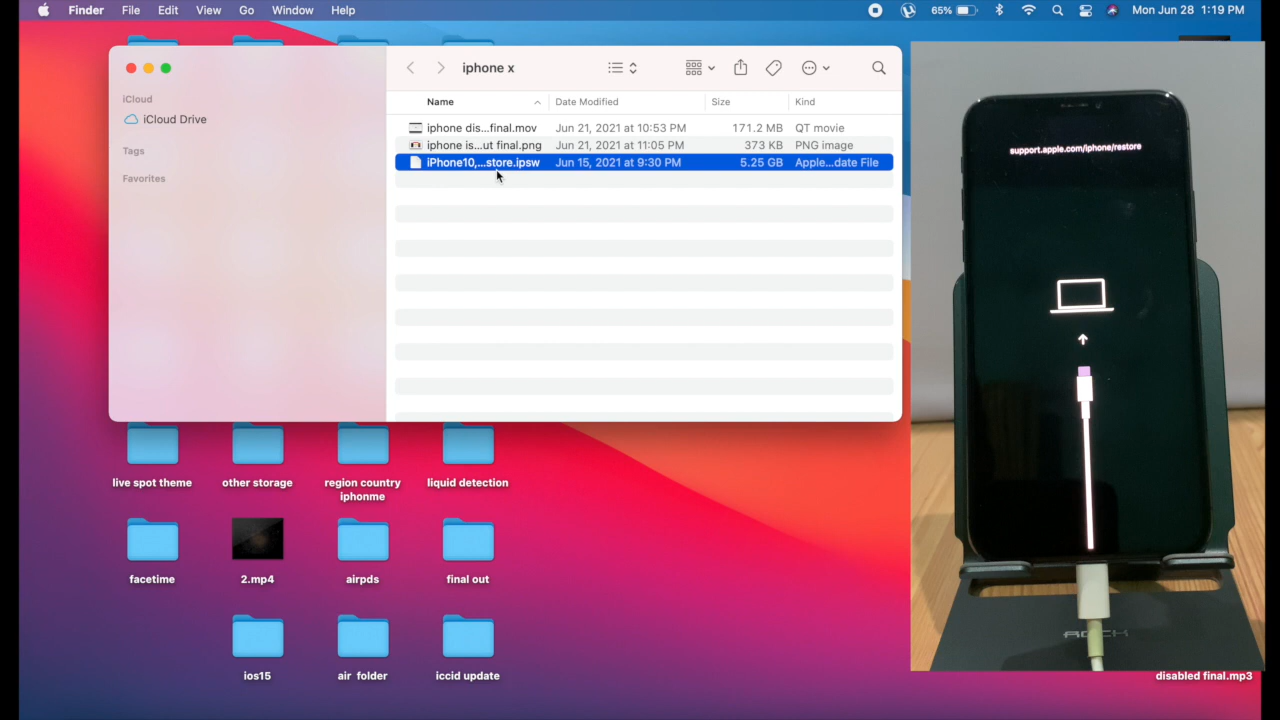 Finder File Edit View Go Window Help 65% Mon Jun 28 1:19 PM
iphone x
iCloud
iCloud Drive
Tags
Favorites
Name Date Modified Size Kind
iphone dis...final.mov Jun 21, 2021 at 10:53 PM 171.2 MB QT movie
iphone is...ut final.png Jun 21, 2021 at 11:05 PM 373 KB PNG image
iPhone10,...store.ipsw Jun 15, 2021 at 9:30 PM 5.25 GB Apple...date File
support.apple.com/iphone/restore
live spot theme
other storage
region country
iphonme
liquid detection
facetime
2.mp4
airpds
final out
ios15
air folder
iccid update
ROCK
disabled final.mp3